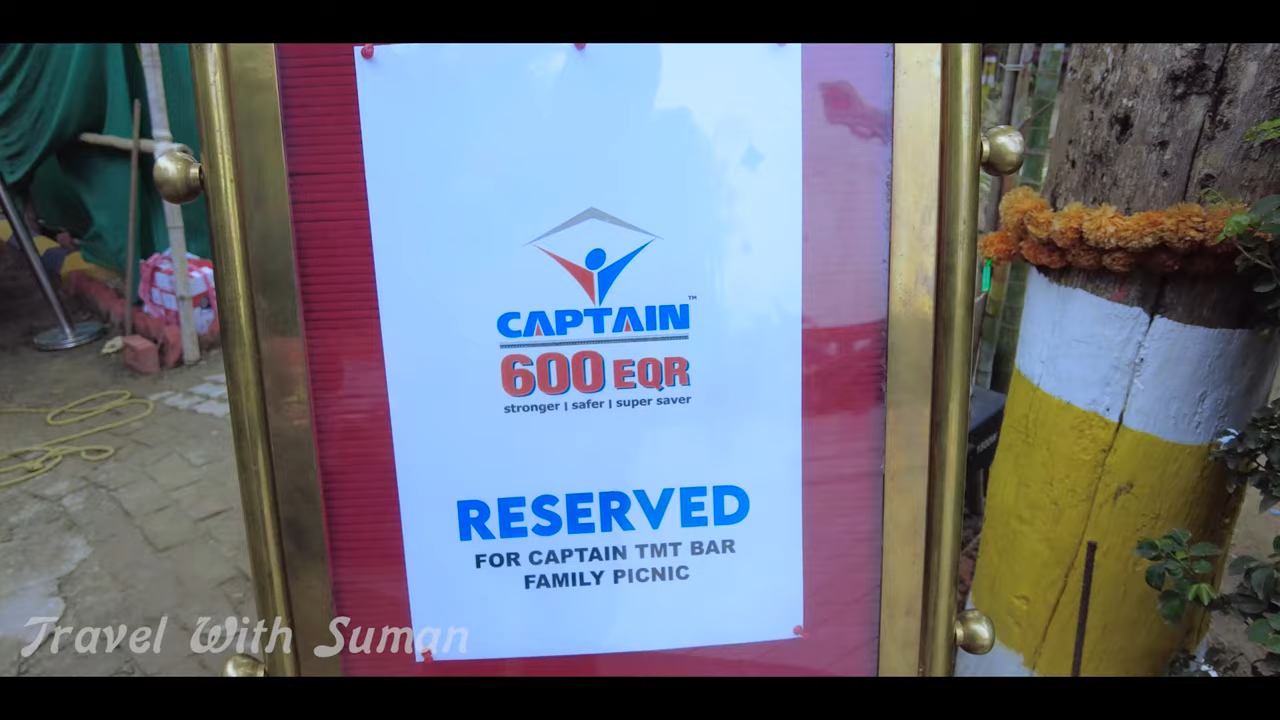 CAPTAIN™
600 EQR
stronger | safer | super saver
RESERVED
FOR CAPTAIN TMT BAR
FAMILY PICNIC
Travel With Suman